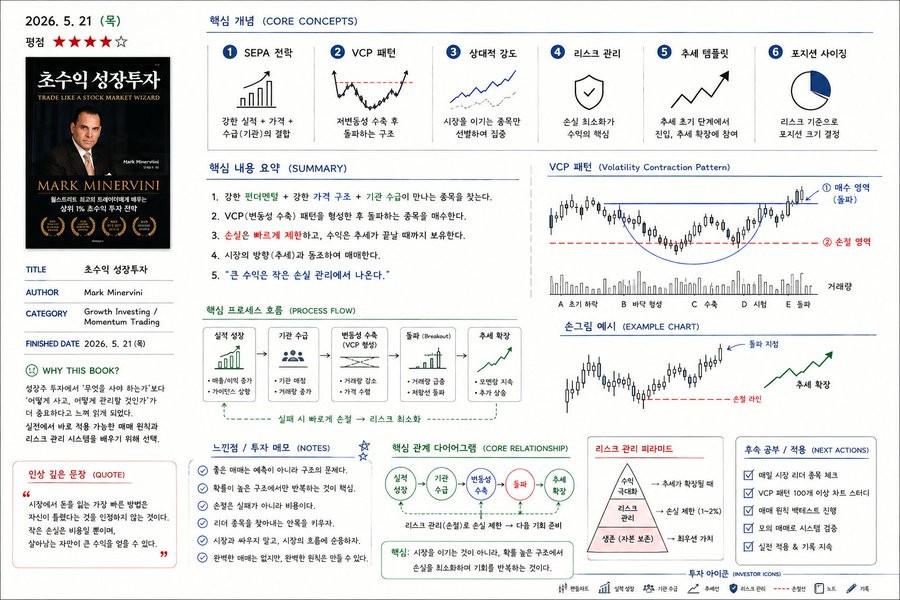 2026. 5. 21 (목)
평점 ★★★★☆
초수익 성장투자
TRADE LIKE A STOCK MARKET WIZARD
Mark Minervini
MARK MINERVINI
월스트리트 최고의 트레이더에게 배우는
상위 1% 초수익 투자 전략
TITLE 초수익 성장투자
AUTHOR Mark Minervini
CATEGORY Growth Investing /
Momentum Trading
FINISHED DATE 2026. 5. 21 (목)
WHY THIS BOOK?
성장주 투자에서 '무엇을 사야 하는가'보다
'어떻게 사고, 어떻게 관리할 것인가'가
더 중요하다고 느껴 읽게 되었다.
실전에서 바로 적용 가능한 매매 원칙과
리스크 관리 시스템을 배우기 위해 선택.
인상 깊은 문장 (QUOTE)
“
시장에서 돈을 잃는 가장 빠른 방법은
자신이 틀렸다는 것을 인정하지 않는 것이다.
작은 손실은 비용일 뿐이며,
살아남는 자만이 큰 수익을 얻을 수 있다.
”
핵심 개념 (CORE CONCEPTS)
1 SEPA 전략
강한 실적 + 가격 +
수급(기관)의 결합
2 VCP 패턴
저변동성 수축 후
돌파하는 구조
3 상대적 강도
시장을 이기는 종목만
선별하여 집중
4 리스크 관리
손실 최소화가
수익의 핵심
5 추세 템플릿
추세 초기 단계에서
진입, 추세 확장에 참여
6 포지션 사이징
리스크 기준으로
포지션 크기 결정
핵심 내용 요약 (SUMMARY)
1. 강한 펀더멘털 + 강한 가격 구조 + 기관 수급이 만나는 종목을 찾는다.
2. VCP(변동성 수축) 패턴을 형성한 후 돌파하는 종목을 매수한다.
3. 손실은 빠르게 제한하고, 수익은 추세가 끝날 때까지 보유한다.
4. 시장의 방향(추세)과 동조하여 매매한다.
5. "큰 수익은 작은 손실 관리에서 나온다."
VCP 패턴 (Volatility Contraction Pattern)
① 매수 영역
(돌파)
② 손절 영역
거래량
A 초기 하락 B 바닥 형성 C 수축 D 시험 E 돌파
핵심 프로세스 흐름 (PROCESS FLOW)
실적 성장
• 매출/이익 증가
• 가이던스 상향
기관 수급
• 기관 매집
• 거래량 증가
변동성 수축
(VCP 형성)
• 거래량 감소
• 가격 수렴
돌파 (Breakout)
• 거래량 급증
• 저항선 돌파
추세 확장
• 모멘텀 지속
• 추가 상승
실패 시 빠르게 손절 → 리스크 최소화
손그림 예시 (EXAMPLE CHART)
돌파 지점
손절 라인
추세 확장
느낀점 / 투자 메모 (NOTES)
좋은 매매는 예측이 아니라 구조의 문제다.
확률이 높은 구조에서만 반복하는 것이 핵심.
손절은 실패가 아니라 비용이다.
리더 종목을 찾아내는 안목을 키우자.
시장과 싸우지 말고, 시장의 흐름에 순응하자.
완벽한 매매는 없지만, 완벽한 원칙은 만들 수 있다.
핵심 관계 다이어그램 (CORE RELATIONSHIP)
실적
성장
기관
수급
변동성
수축
돌파
추세
확장
리스크 관리(손절)로 손실 제한 → 다음 기회 준비
핵심: 시장을 이기는 것이 아니라, 확률 높은 구조에서
손실을 최소화하며 기회를 반복하는 것이다.
리스크 관리 피라미드
수익
극대화
→ 추세가 확장될 때
리스크
관리
→ 손실 제한 (1~2%)
생존 (자본 보존)
→ 최우선 가치
후속 공부 / 적용 (NEXT ACTIONS)
매일 시장 리더 종목 체크
VCP 패턴 100개 이상 차트 스터디
매매 원칙 백테스트 진행
모의 매매로 시스템 검증
실전 적용 & 기록 지속
투자 아이콘 (INVESTOR ICONS)
캔들차트 실적 성장 기관 수급 추세선 리스크 관리 손절선 노트 기록